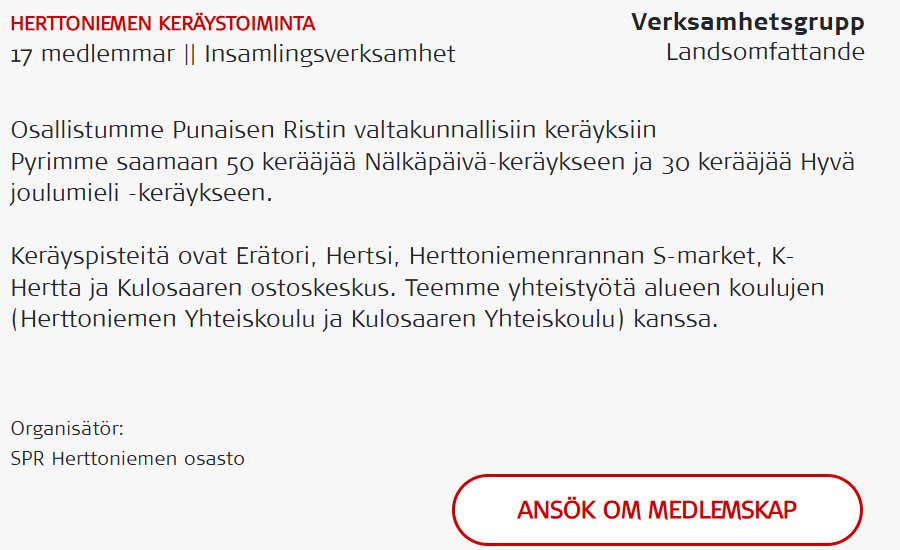 HERTTONIEMEN KERÄYSTOIMINTA
Verksamhetsgrupp
17 medlemmar || Insamlingsverksamhet
Landsomfattande
Osallistumme Punaisen Ristin valtakunnallisiin keräyksiin
Pyrimme saamaan 50 kerääjää Nälkäpäivä-keräykseen ja 30 kerääjää Hyvä
joulumieli -keräykseen.
Keräyspisteitä ovat Erätori, Hertsi, Herttoniemenrannan S-market, K-
Hertta ja Kulosaaren ostoskeskus. Teemme yhteistyötä alueen koulujen
(Herttoniemen Yhteiskoulu ja Kulosaaren Yhteiskoulu) kanssa.
Organisätör:
SPR Herttoniemen osasto
ANSÖK OM MEDLEMSKAP